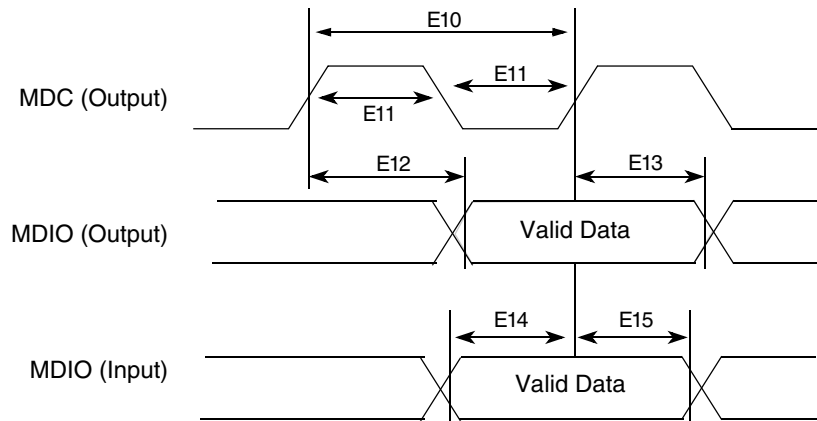 E10
MDC (Output)
E11
E11
E12
E13
MDIO (Output)
Valid Data
E14
E15
MDIO (Input)
Valid Data